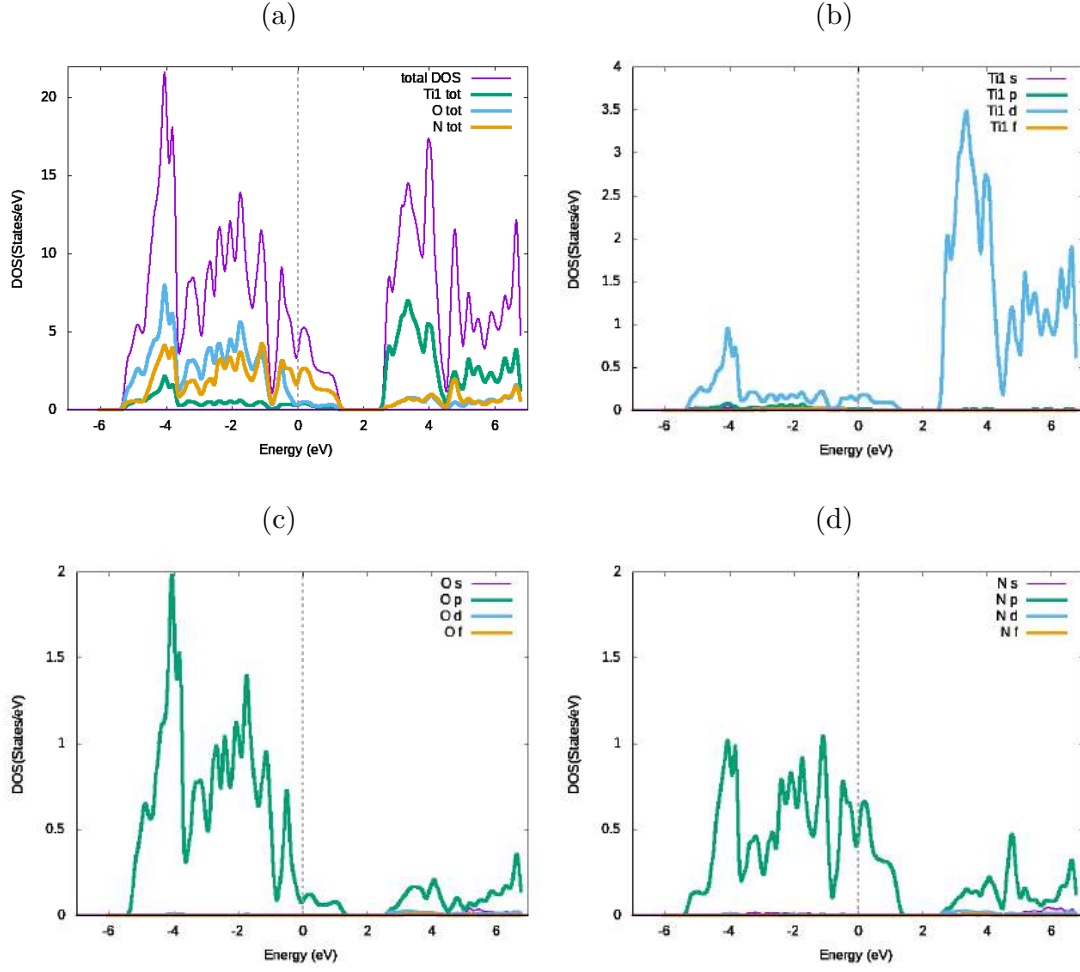 (a)
(b)
total DOS
Ti1 tot
O tot
N tot
DOS(States/eV)
20
15
10
5
0
-6 -4 -2 0 2 4 6
Energy (eV)
Ti1 s
Ti1 p
Ti1 d
Ti1 f
DOS(States/eV)
4
3.5
3
2.5
2
1.5
1
0.5
0
-6 -4 -2 0 2 4 6
Energy (eV)
(c)
(d)
O s
O p
O d
O f
DOS(States/eV)
2
1.5
1
0.5
0
-6 -4 -2 0 2 4 6
Energy (eV)
N s
N p
N d
N f
DOS(States/eV)
2
1.5
1
0.5
0
-6 -4 -2 0 2 4 6
Energy (eV)